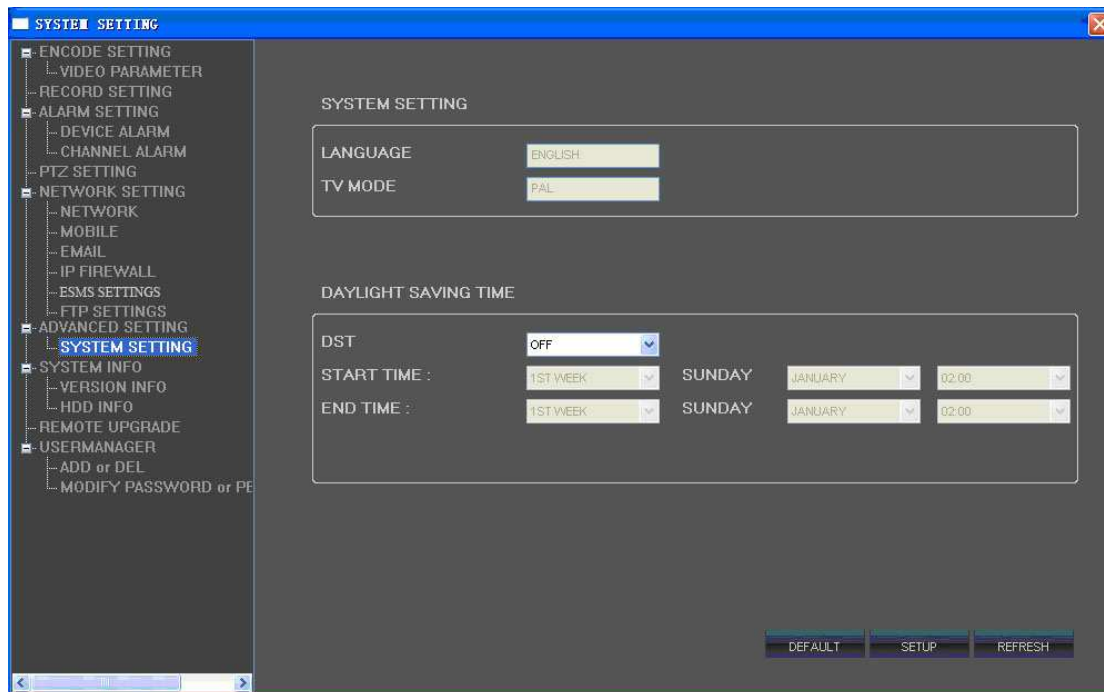 SYSTEM SETTING
ENCODE SETTING
VIDEO PARAMETER
RECORD SETTING
ALARM SETTING
DEVICE ALARM
CHANNEL ALARM
PTZ SETTING
NETWORK SETTING
NETWORK
MOBILE
EMAIL
IP FIREWALL
ESMS SETTINGS
FTP SETTINGS
ADVANCED SETTING
SYSTEM SETTING
SYSTEM INFO
VERSION INFO
HDD INFO
REMOTE UPGRADE
USERMANAGER
ADD or DEL
MODIFY PASSWORD or PE
SYSTEM SETTING
LANGUAGE ENGLISH
TV MODE PAL
DAYLIGHT SAVING TIME
DST OFF
START TIME : 1ST WEEK SUNDAY JANUARY 02:00
END TIME : 1ST WEEK SUNDAY JANUARY 02:00
DEFAULT SETUP REFRESH